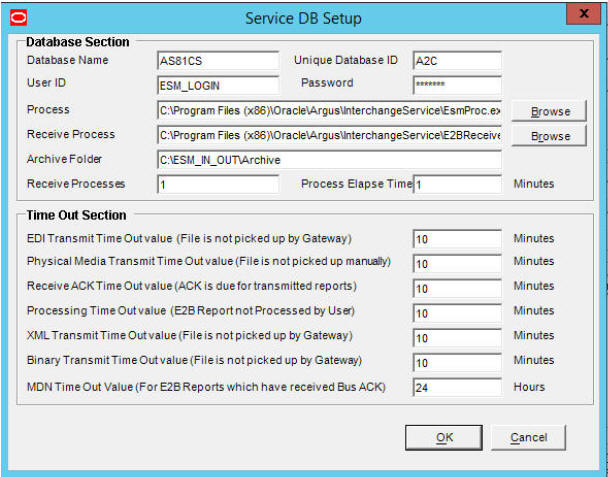 Service DB Setup
x
Database Section
Database Name AS81CS Unique Database ID A2C
User ID ESM_LOGIN Password *******
Process C:\Program Files (x86)\Oracle\Argus\InterchangeService\EsmProc.ex Browse
Receive Process C:\Program Files (x86)\Oracle\Argus\InterchangeService\E2BReceive Browse
Archive Folder C:\ESM_IN_OUT\Archive
Receive Processes 1 Process Elapse Time 1 Minutes
Time Out Section
EDI Transmit Time Out value (File is not picked up by Gateway) 10 Minutes
Physical Media Transmit Time Out value (File is not picked up manually) 10 Minutes
Receive ACK Time Out value (ACK is due for transmitted reports) 10 Minutes
Processing Time Out value (E2B Report not Processed by User) 10 Minutes
XML Transmit Time Out value (File is not picked up by Gateway) 10 Minutes
Binary Transmit Time Out value (File is not picked up by Gateway) 10 Minutes
MDN Time Out Value (For E2B Reports which have received Bus ACK) 24 Hours
OK Cancel